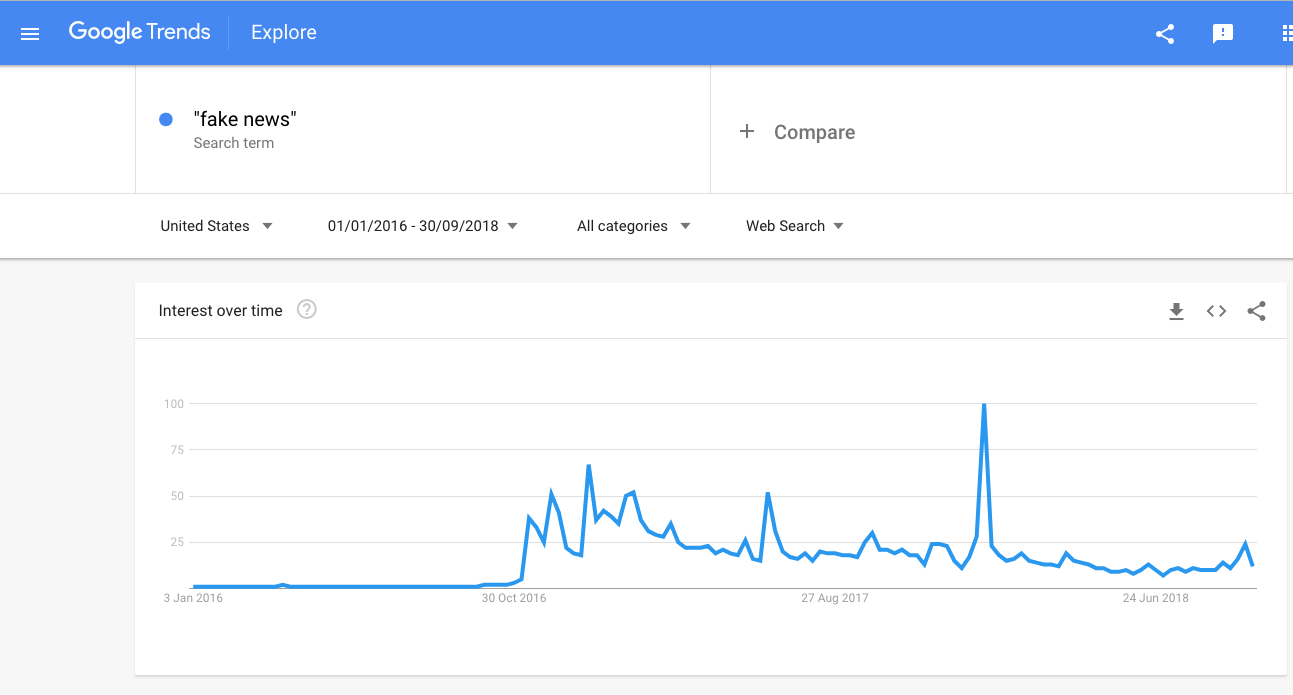 Google Trends Explore
"fake news"
Search term
+ Compare
United States 01/01/2016 - 30/09/2018 All categories Web Search
Interest over time ?
100
75
50
25
3 Jan 2016 30 Oct 2016 27 Aug 2017 24 Jun 2018